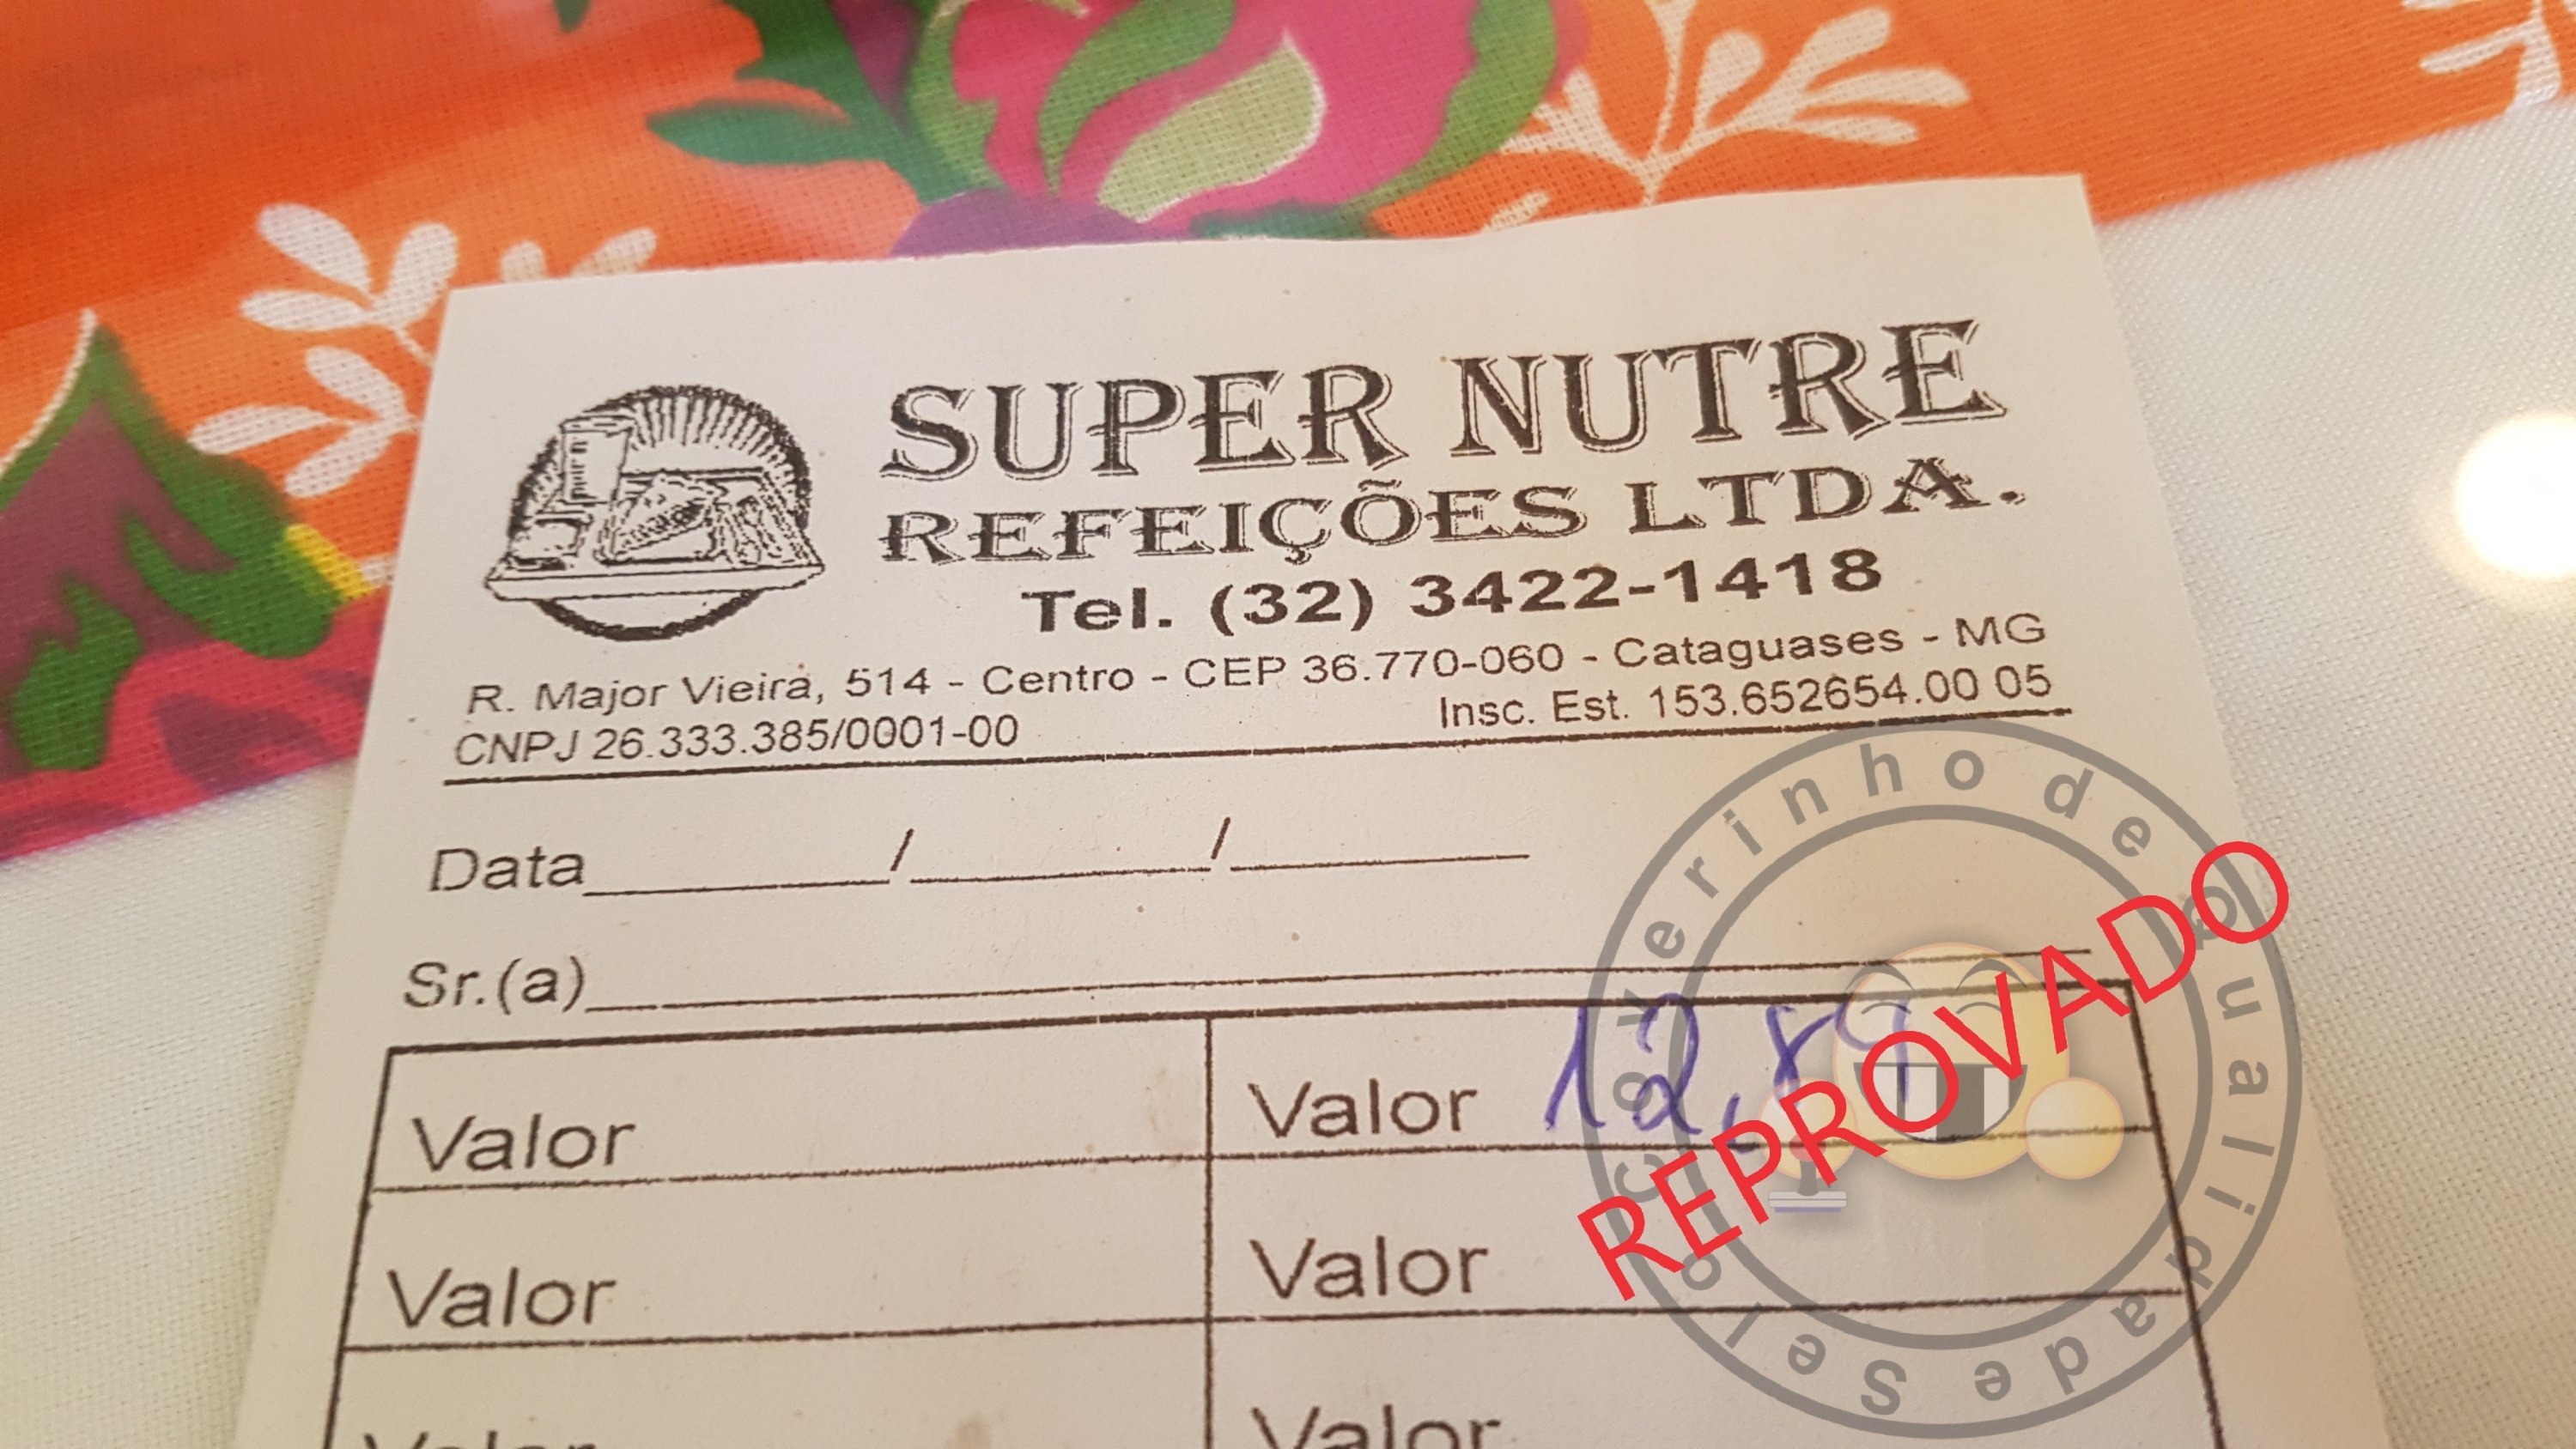 SUPER NUTRE
REFEIÇÕES LTDA.
Tel. (32) 3422-1418
R. Major Vieira, 514 - Centro - CEP 36.770-060 - Cataguases - MG
CNPJ 26.333.385/0001-00
Insc. Est. 153.652654.00 05
Data / /
Sr.(a)
Valor
Valor 12,89
Valor
Valor
Valor
Valor
Selo Coverinho de Qualidade
REPROVADO